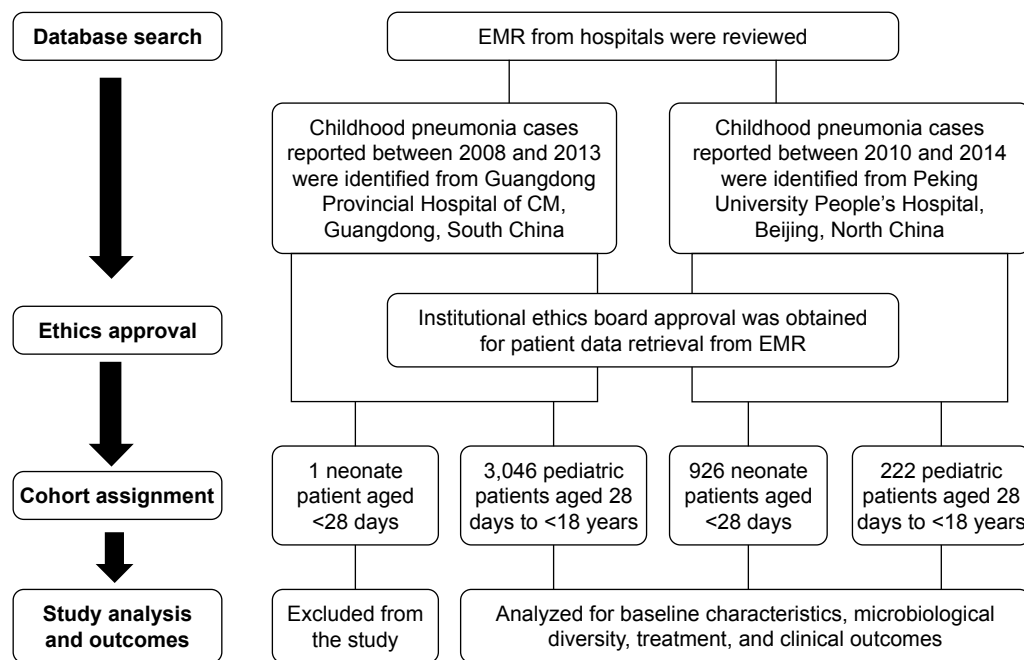 Database search
EMR from hospitals were reviewed
Childhood pneumonia cases
reported between 2008 and 2013
were identified from Guangdong
Provincial Hospital of CM,
Guangdong, South China
Childhood pneumonia cases
reported between 2010 and 2014
were identified from Peking
University People's Hospital,
Beijing, North China
Ethics approval
Institutional ethics board approval was obtained
for patient data retrieval from EMR
Cohort assignment
1 neonate
patient aged
<28 days
3,046 pediatric
patients aged 28
days to <18 years
926 neonate
patients aged
<28 days
222 pediatric
patients aged 28
days to <18 years
Study analysis
and outcomes
Excluded from
the study
Analyzed for baseline characteristics, microbiological
diversity, treatment, and clinical outcomes